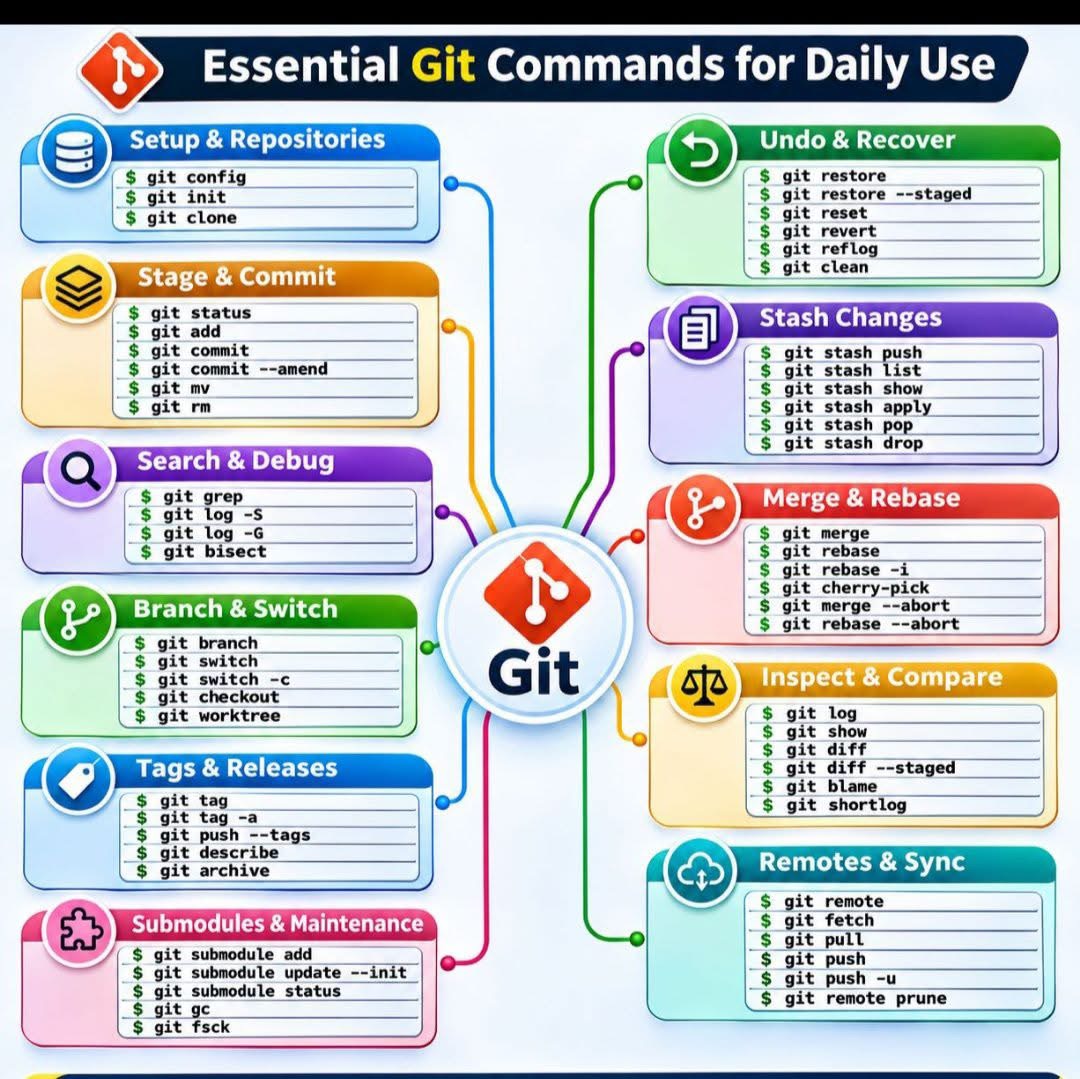 Essential Git Commands for Daily Use
Setup & Repositories
$ git config
$ git init
$ git clone
Stage & Commit
$ git status
$ git add
$ git commit
$ git commit --amend
$ git mv
$ git rm
Search & Debug
$ git grep
$ git log -S
$ git log -G
$ git bisect
Branch & Switch
$ git branch
$ git switch
$ git switch -c
$ git checkout
$ git worktree
Tags & Releases
$ git tag
$ git tag -a
$ git push --tags
$ git describe
$ git archive
Submodules & Maintenance
$ git submodule add
$ git submodule update --init
$ git submodule status
$ git gc
$ git fsck
Git
Undo & Recover
$ git restore
$ git restore --staged
$ git reset
$ git revert
$ git reflog
$ git clean
Stash Changes
$ git stash push
$ git stash list
$ git stash show
$ git stash apply
$ git stash pop
$ git stash drop
Merge & Rebase
$ git merge
$ git rebase
$ git rebase -i
$ git cherry-pick
$ git merge --abort
$ git rebase --abort
Inspect & Compare
$ git log
$ git show
$ git diff
$ git diff --staged
$ git blame
$ git shortlog
Remotes & Sync
$ git remote
$ git fetch
$ git pull
$ git push
$ git push -u
$ git remote prune